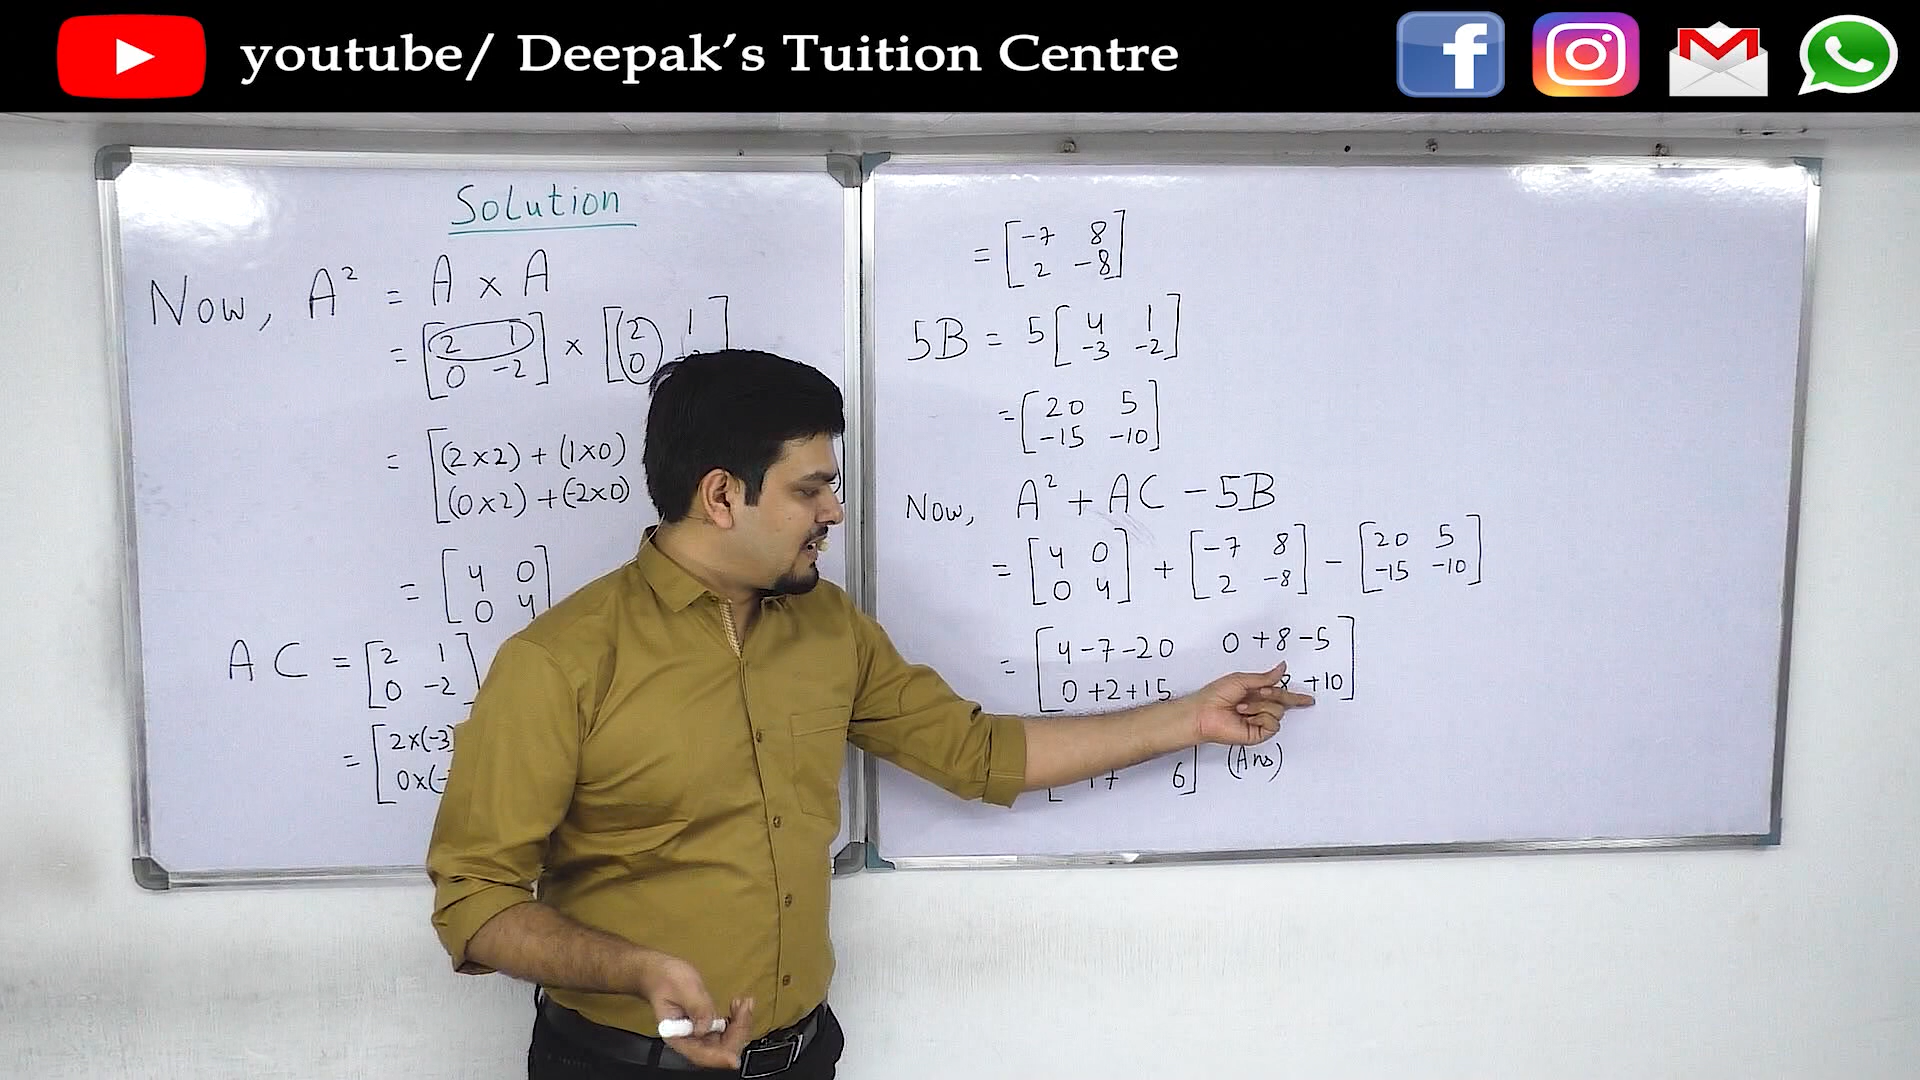 youtube/ Deepak's Tuition Centre
Solution
Now, A² = A × A
= [2 1] × [2 1]
0 -2 0
= [(2×2) + (1×0)
(0×2) + (-2×0)
= [4 0]
0 4
AC = [2 1]
0 -2
= [2×(-3)
0×(-
= [-7 8]
2 -8
5B = 5 [4 1]
-3 -2
= [20 5]
-15 -10
Now, A² + AC - 5B
= [4 0] + [-7 8] - [20 5]
0 4 2 -8 -15 -10
= [4-7-20 0+8-5]
0+2+15 8 +10
17 6] (Ans)